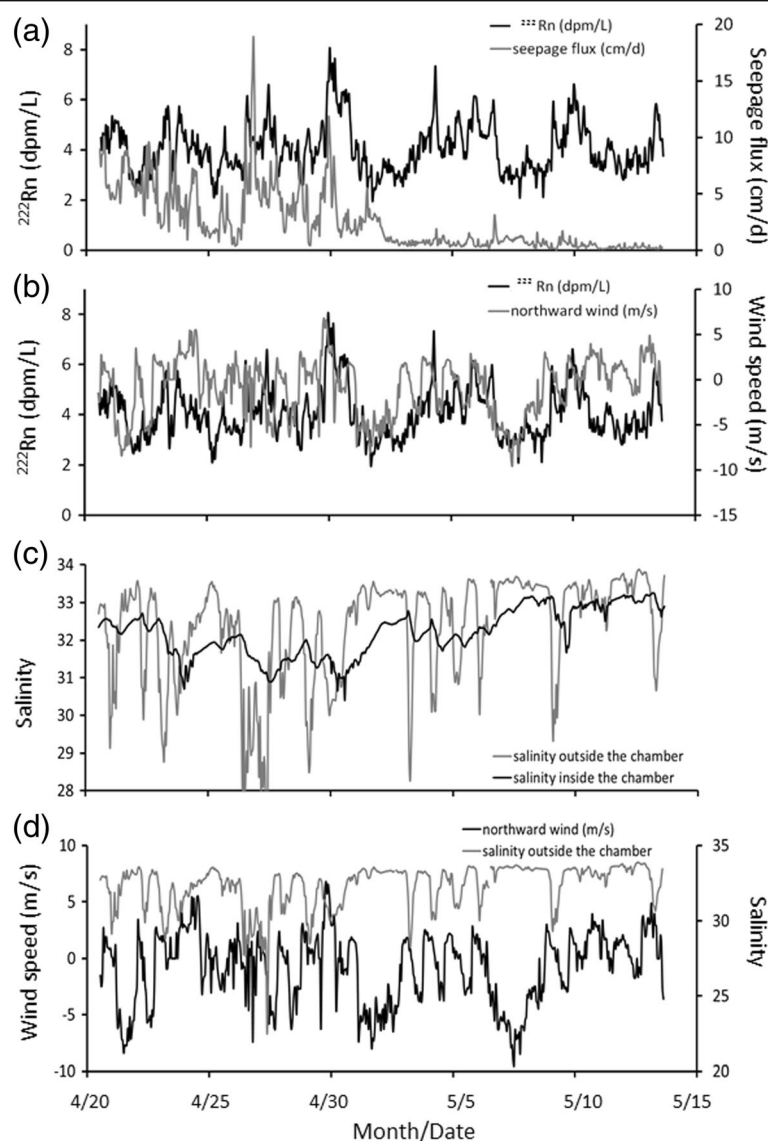 (a)
²²²Rn (dpm/L)
seepage flux (cm/d)
²²²Rn (dpm/L)
8
6
4
2
0
20
15
10
5
0
Seepage flux (cm/d)
(b)
²²²Rn (dpm/L)
northward wind (m/s)
²²²Rn (dpm/L)
8
6
4
2
0
10
5
0
-5
-10
-15
Wind speed (m/s)
(c)
Salinity
34
33
32
31
30
29
28
salinity outside the chamber
salinity inside the chamber
(d)
northward wind (m/s)
salinity outside the chamber
Wind speed (m/s)
10
5
0
-5
-10
35
30
25
20
Salinity
4/20 4/25 4/30 5/5 5/10 5/15
Month/Date